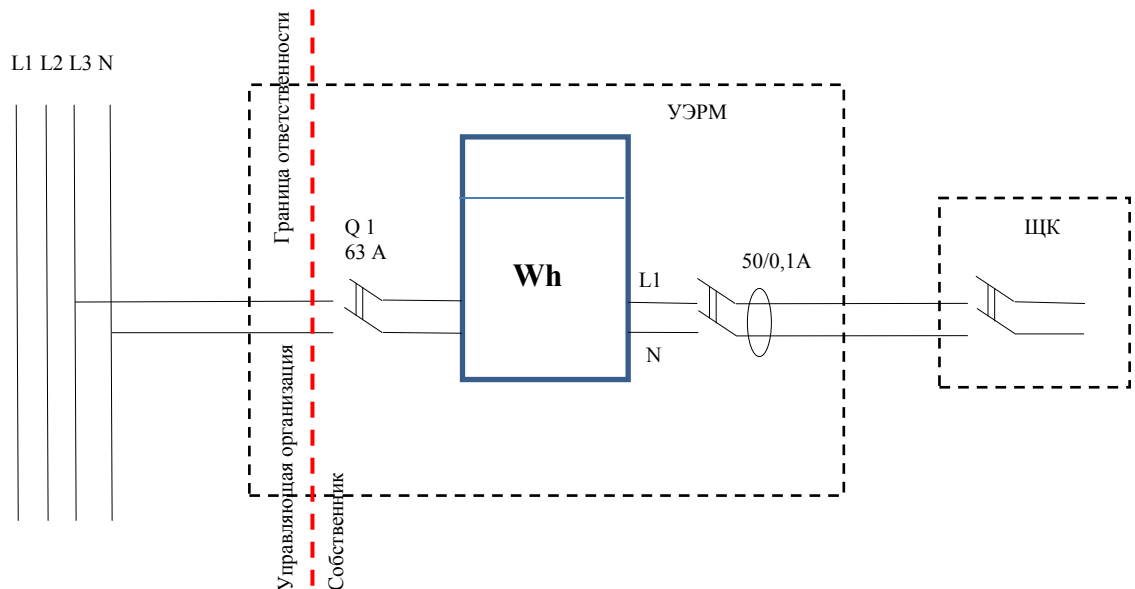 L1 L2 L3 N
Граница ответственности
УЭРМ
Q 1
63 А
Wh
L1
N
50/0,1А
ЩК
Управляющая организация
Собственник